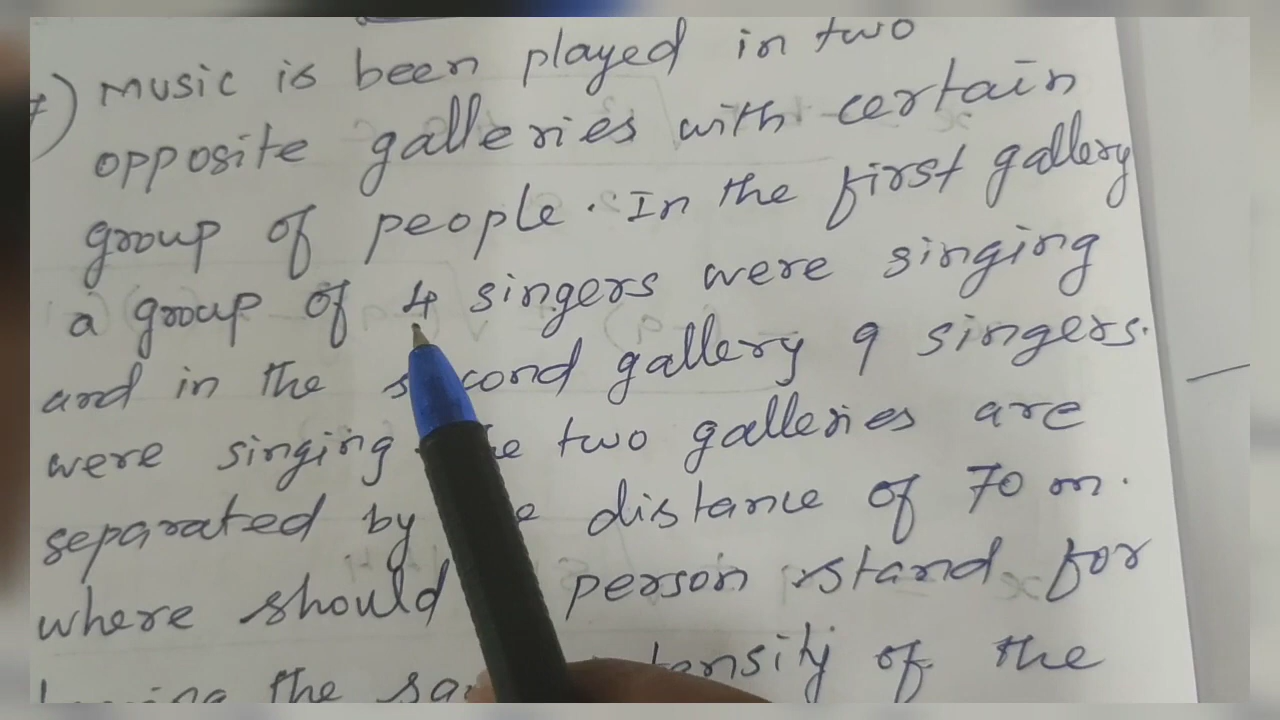 7) Music is been played in two
opposite galleries with certain
group of people. In the first gallery
a group of 4 singers were singing
and in the cond gallery 9 singers.
were singing two galleries are
separated by distance of 70 m.
where should person stand for
the of the